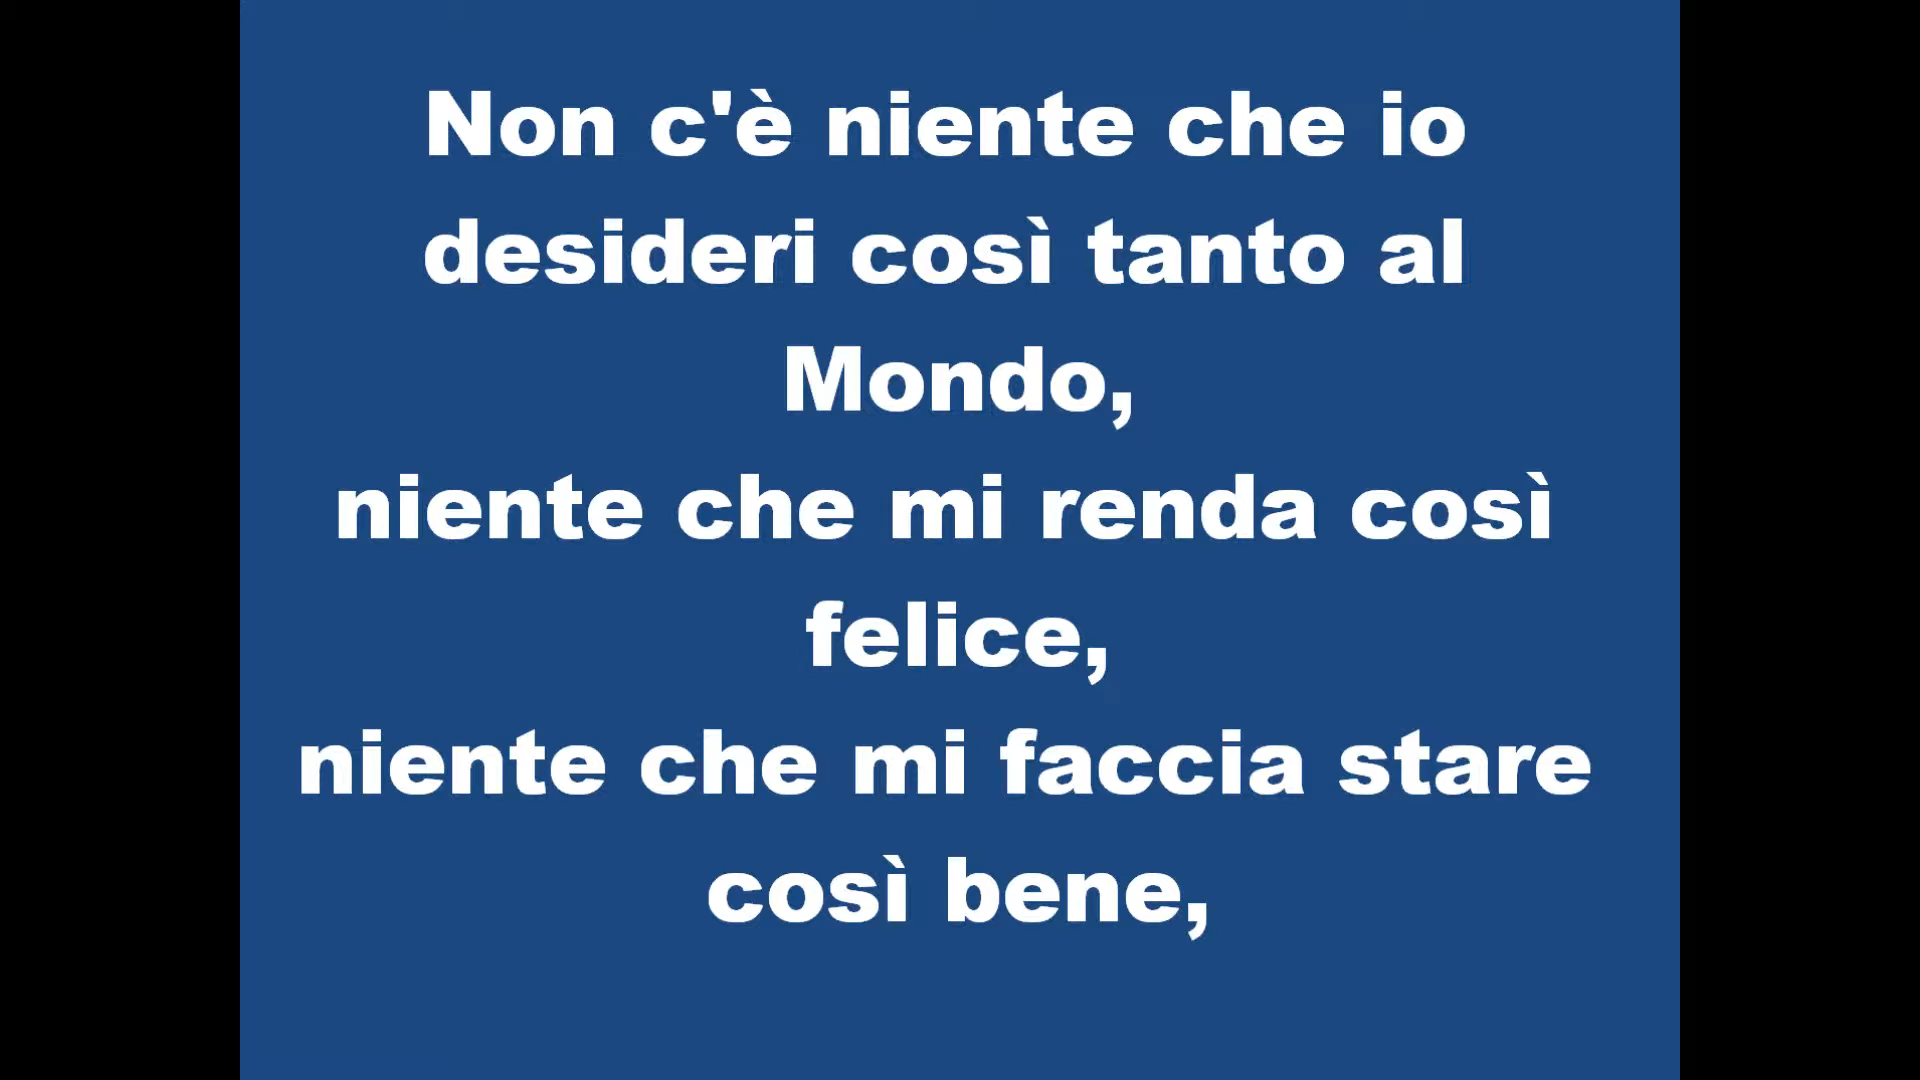 Non c'è niente che io
desideri così tanto al
Mondo,
niente che mi renda così
felice,
niente che mi faccia stare
così bene,